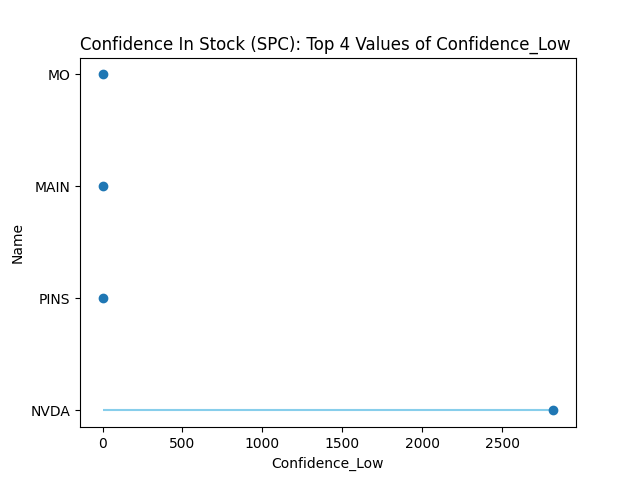 Confidence In Stock (SPC): Top 4 Values of Confidence_Low
MO
MAIN
PINS
NVDA
Name
0 500 1000 1500 2000 2500
Confidence_Low